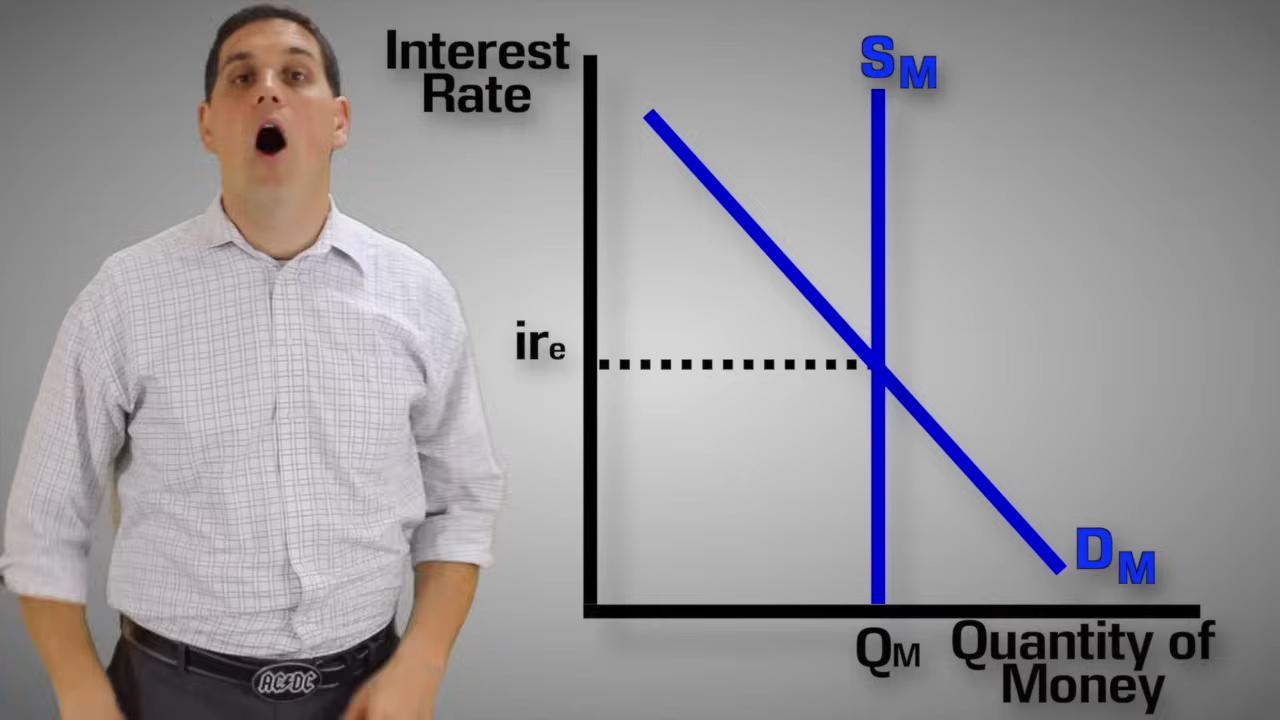 Interest
Rate
SM
ire
DM
QM
Quantity of
Money
AC/DC